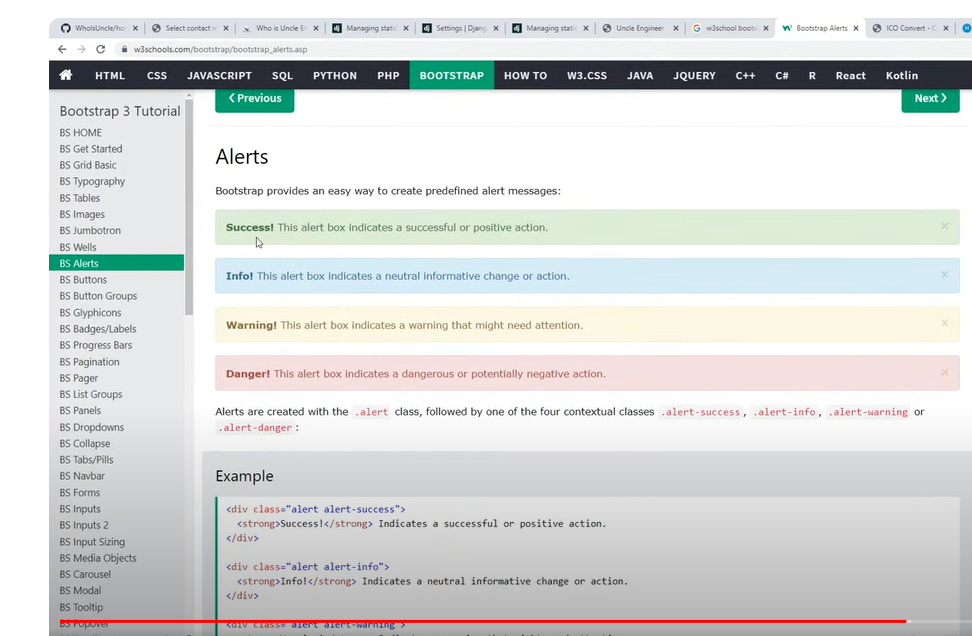 WhoIsUncle/ho
Select contact
Who is Uncle E
Managing static
Settings | Djang
Managing static
Uncle Engineer
w3school boots
Bootstrap Alerts
ICO Convert - C
w3schools.com/bootstrap/bootstrap_alerts.asp
HTML CSS JAVASCRIPT SQL PYTHON PHP BOOTSTRAP HOW TO W3.CSS JAVA JQUERY C++ C# R React Kotlin
❮ Previous
Next ❯
Bootstrap 3 Tutorial
BS HOME
BS Get Started
BS Grid Basic
BS Typography
BS Tables
BS Images
BS Jumbotron
BS Wells
BS Alerts
BS Buttons
BS Button Groups
BS Glyphicons
BS Badges/Labels
BS Progress Bars
BS Pagination
BS Pager
BS List Groups
BS Panels
BS Dropdowns
BS Collapse
BS Tabs/Pills
BS Navbar
BS Forms
BS Inputs
BS Inputs 2
BS Input Sizing
BS Media Objects
BS Carousel
BS Modal
BS Tooltip
BS Popover
Alerts
Bootstrap provides an easy way to create predefined alert messages:
Success! This alert box indicates a successful or positive action. ×
Info! This alert box indicates a neutral informative change or action. ×
Warning! This alert box indicates a warning that might need attention. ×
Danger! This alert box indicates a dangerous or potentially negative action. ×
Alerts are created with the .alert class, followed by one of the four contextual classes .alert-success, .alert-info, .alert-warning or
.alert-danger:
Example
<div class="alert alert-success">
<strong>Success!</strong> Indicates a successful or positive action.
</div>
<div class="alert alert-info">
<strong>Info!</strong> Indicates a neutral informative change or action.
</div>
<div class="alert alert-warning">